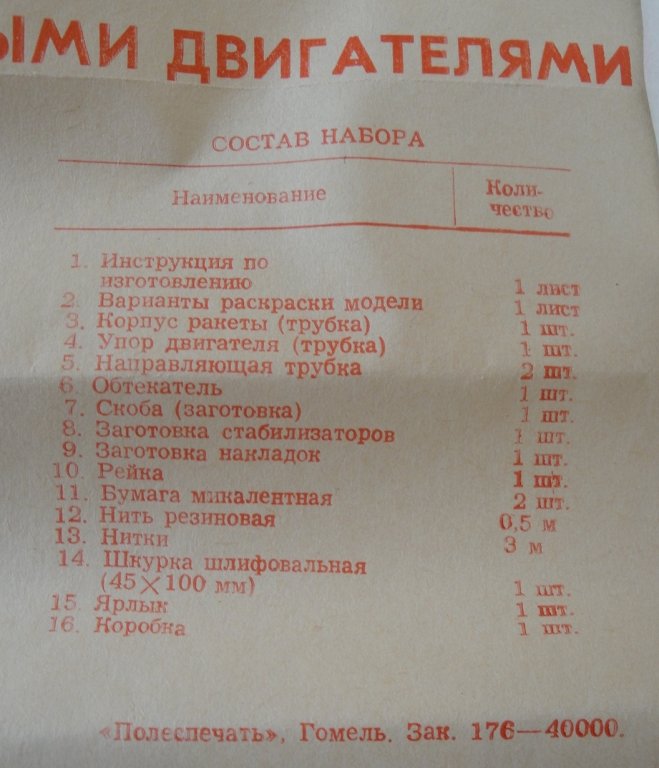 ЫМИ ДВИГАТЕЛЯМИ
СОСТАВ НАБОРА
Наименование
Коли-
чество
1. Инструкция по
изготовлению 1 лист
2. Варианты раскраски модели 1 лист
3. Корпус ракеты (трубка) 1 шт.
4. Упор двигателя (трубка) 1 шт.
5. Направляющая трубка 2 шт.
6. Обтекатель 1 шт.
7. Скоба (заготовка) 1 шт.
8. Заготовка стабилизаторов 1 шт.
9. Заготовка накладок 1 шт.
10. Рейка 1 шт.
11. Бумага микалентная 2 шт.
12. Нить резиновая 0,5 м
13. Нитки 3 м
14. Шкурка шлифовальная
(45×100 мм) 1 шт.
15. Ярлык 1 шт.
16. Коробка 1 шт.
«Полеспечать», Гомель. Зак. 176—40000.